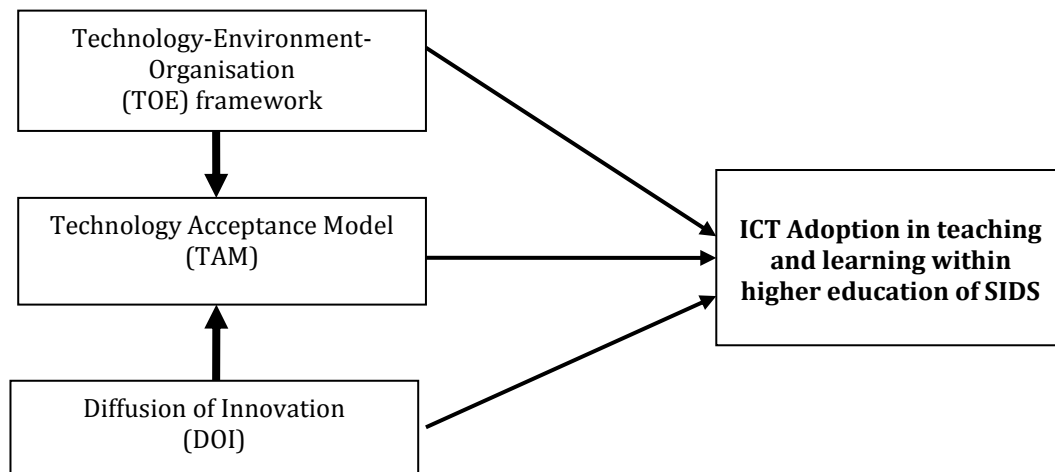 Technology-Environment-
Organisation
(TOE) framework
Technology Acceptance Model
(TAM)
Diffusion of Innovation
(DOI)
ICT Adoption in teaching
and learning within
higher education of SIDS